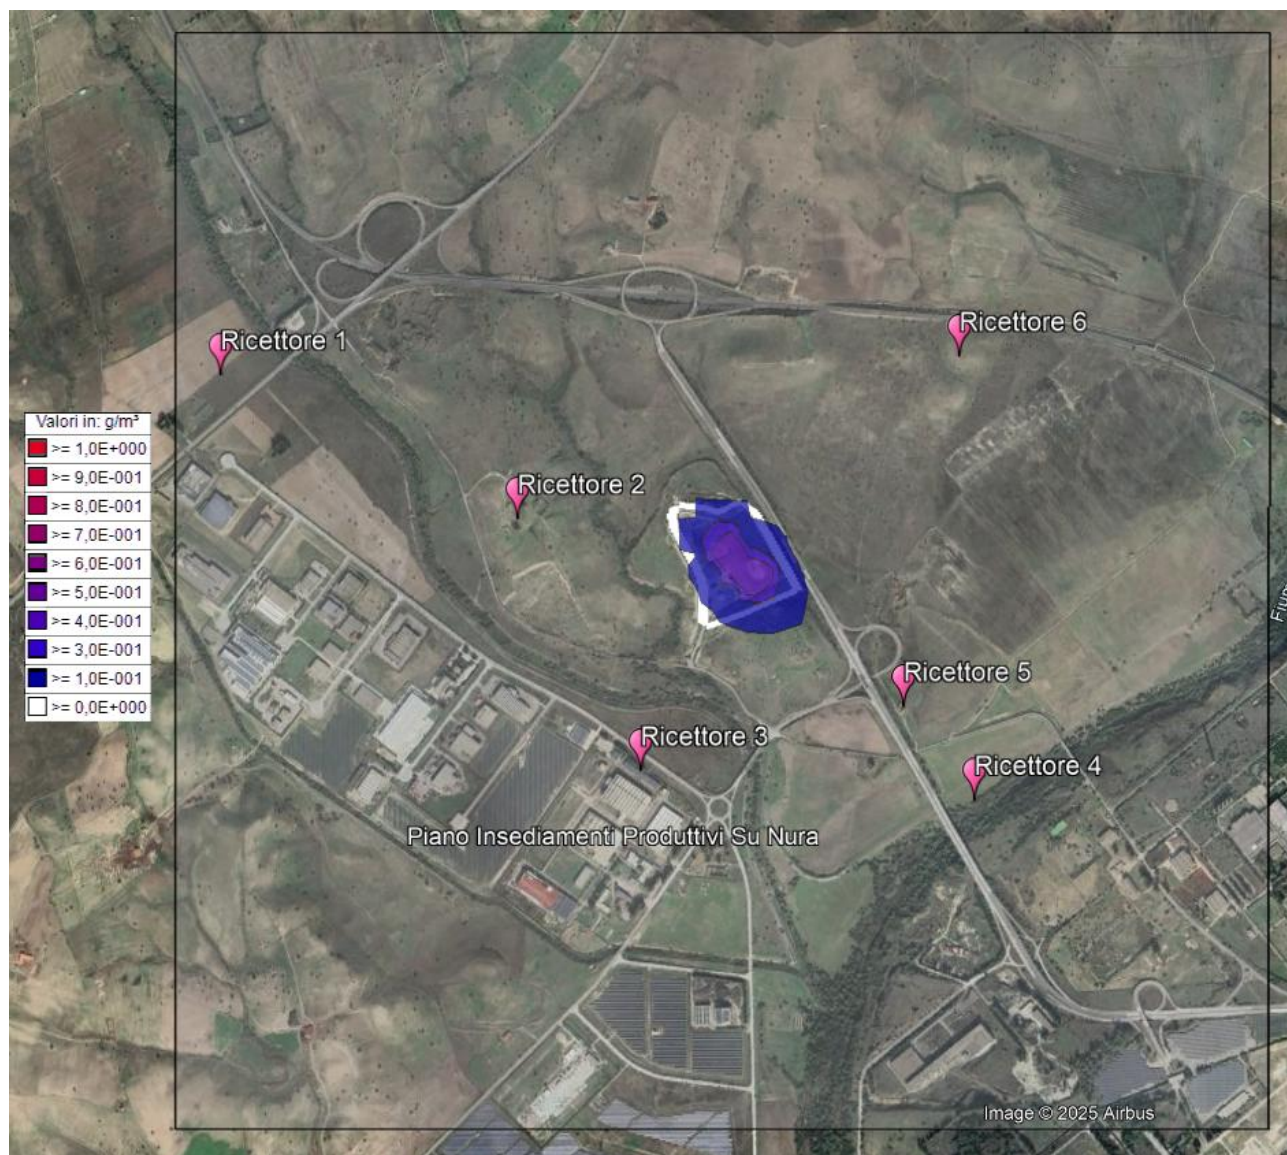 Ricettore 1
Ricettore 6
Valori in: g/m³
>= 1,0E+000
>= 9,0E-001
>= 8,0E-001
>= 7,0E-001
>= 6,0E-001
>= 5,0E-001
>= 4,0E-001
>= 3,0E-001
>= 1,0E-001
>= 0,0E+000
Ricettore 2
Ricettore 5
Ricettore 3
Ricettore 4
Piano Insediamenti Produttivi Su Nura
Image © 2025 Airbus